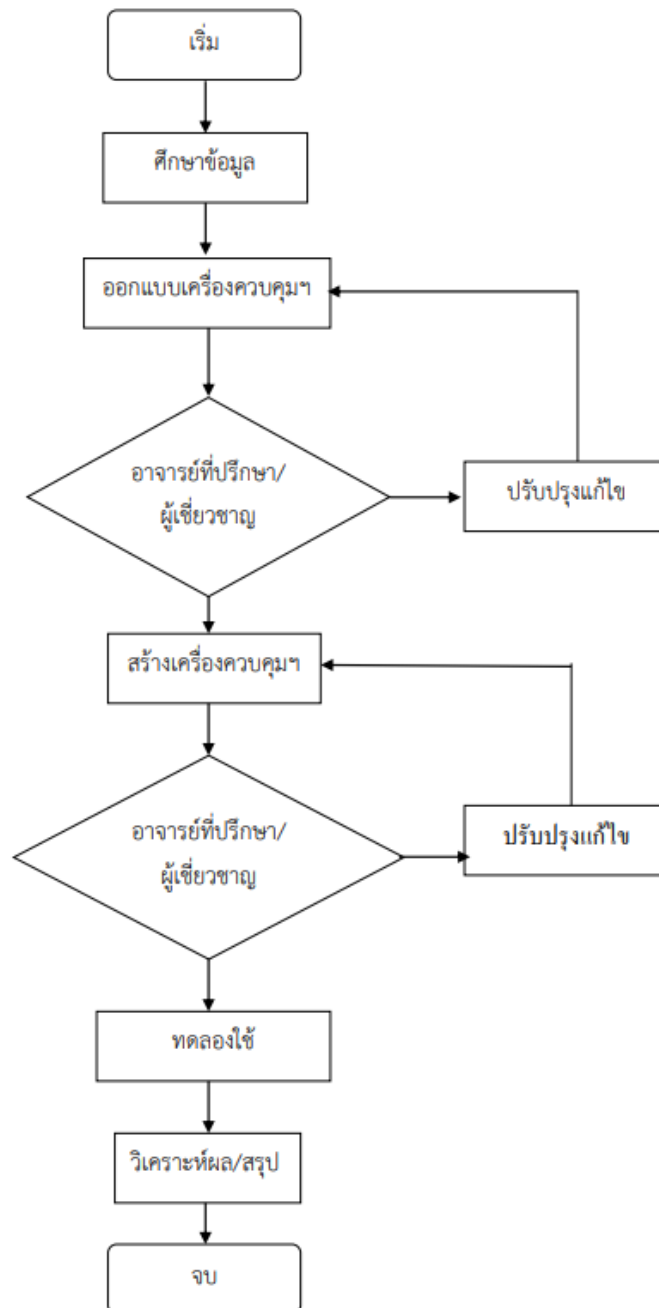 เริ่ม
ศึกษาข้อมูล
ออกแบบเครื่องควบคุมฯ
อาจารย์ที่ปรึกษา/
ผู้เชี่ยวชาญ
ปรับปรุงแก้ไข
สร้างเครื่องควบคุมฯ
อาจารย์ที่ปรึกษา/
ผู้เชี่ยวชาญ
ปรับปรุงแก้ไข
ทดลองใช้
วิเคราะห์ผล/สรุป
จบ